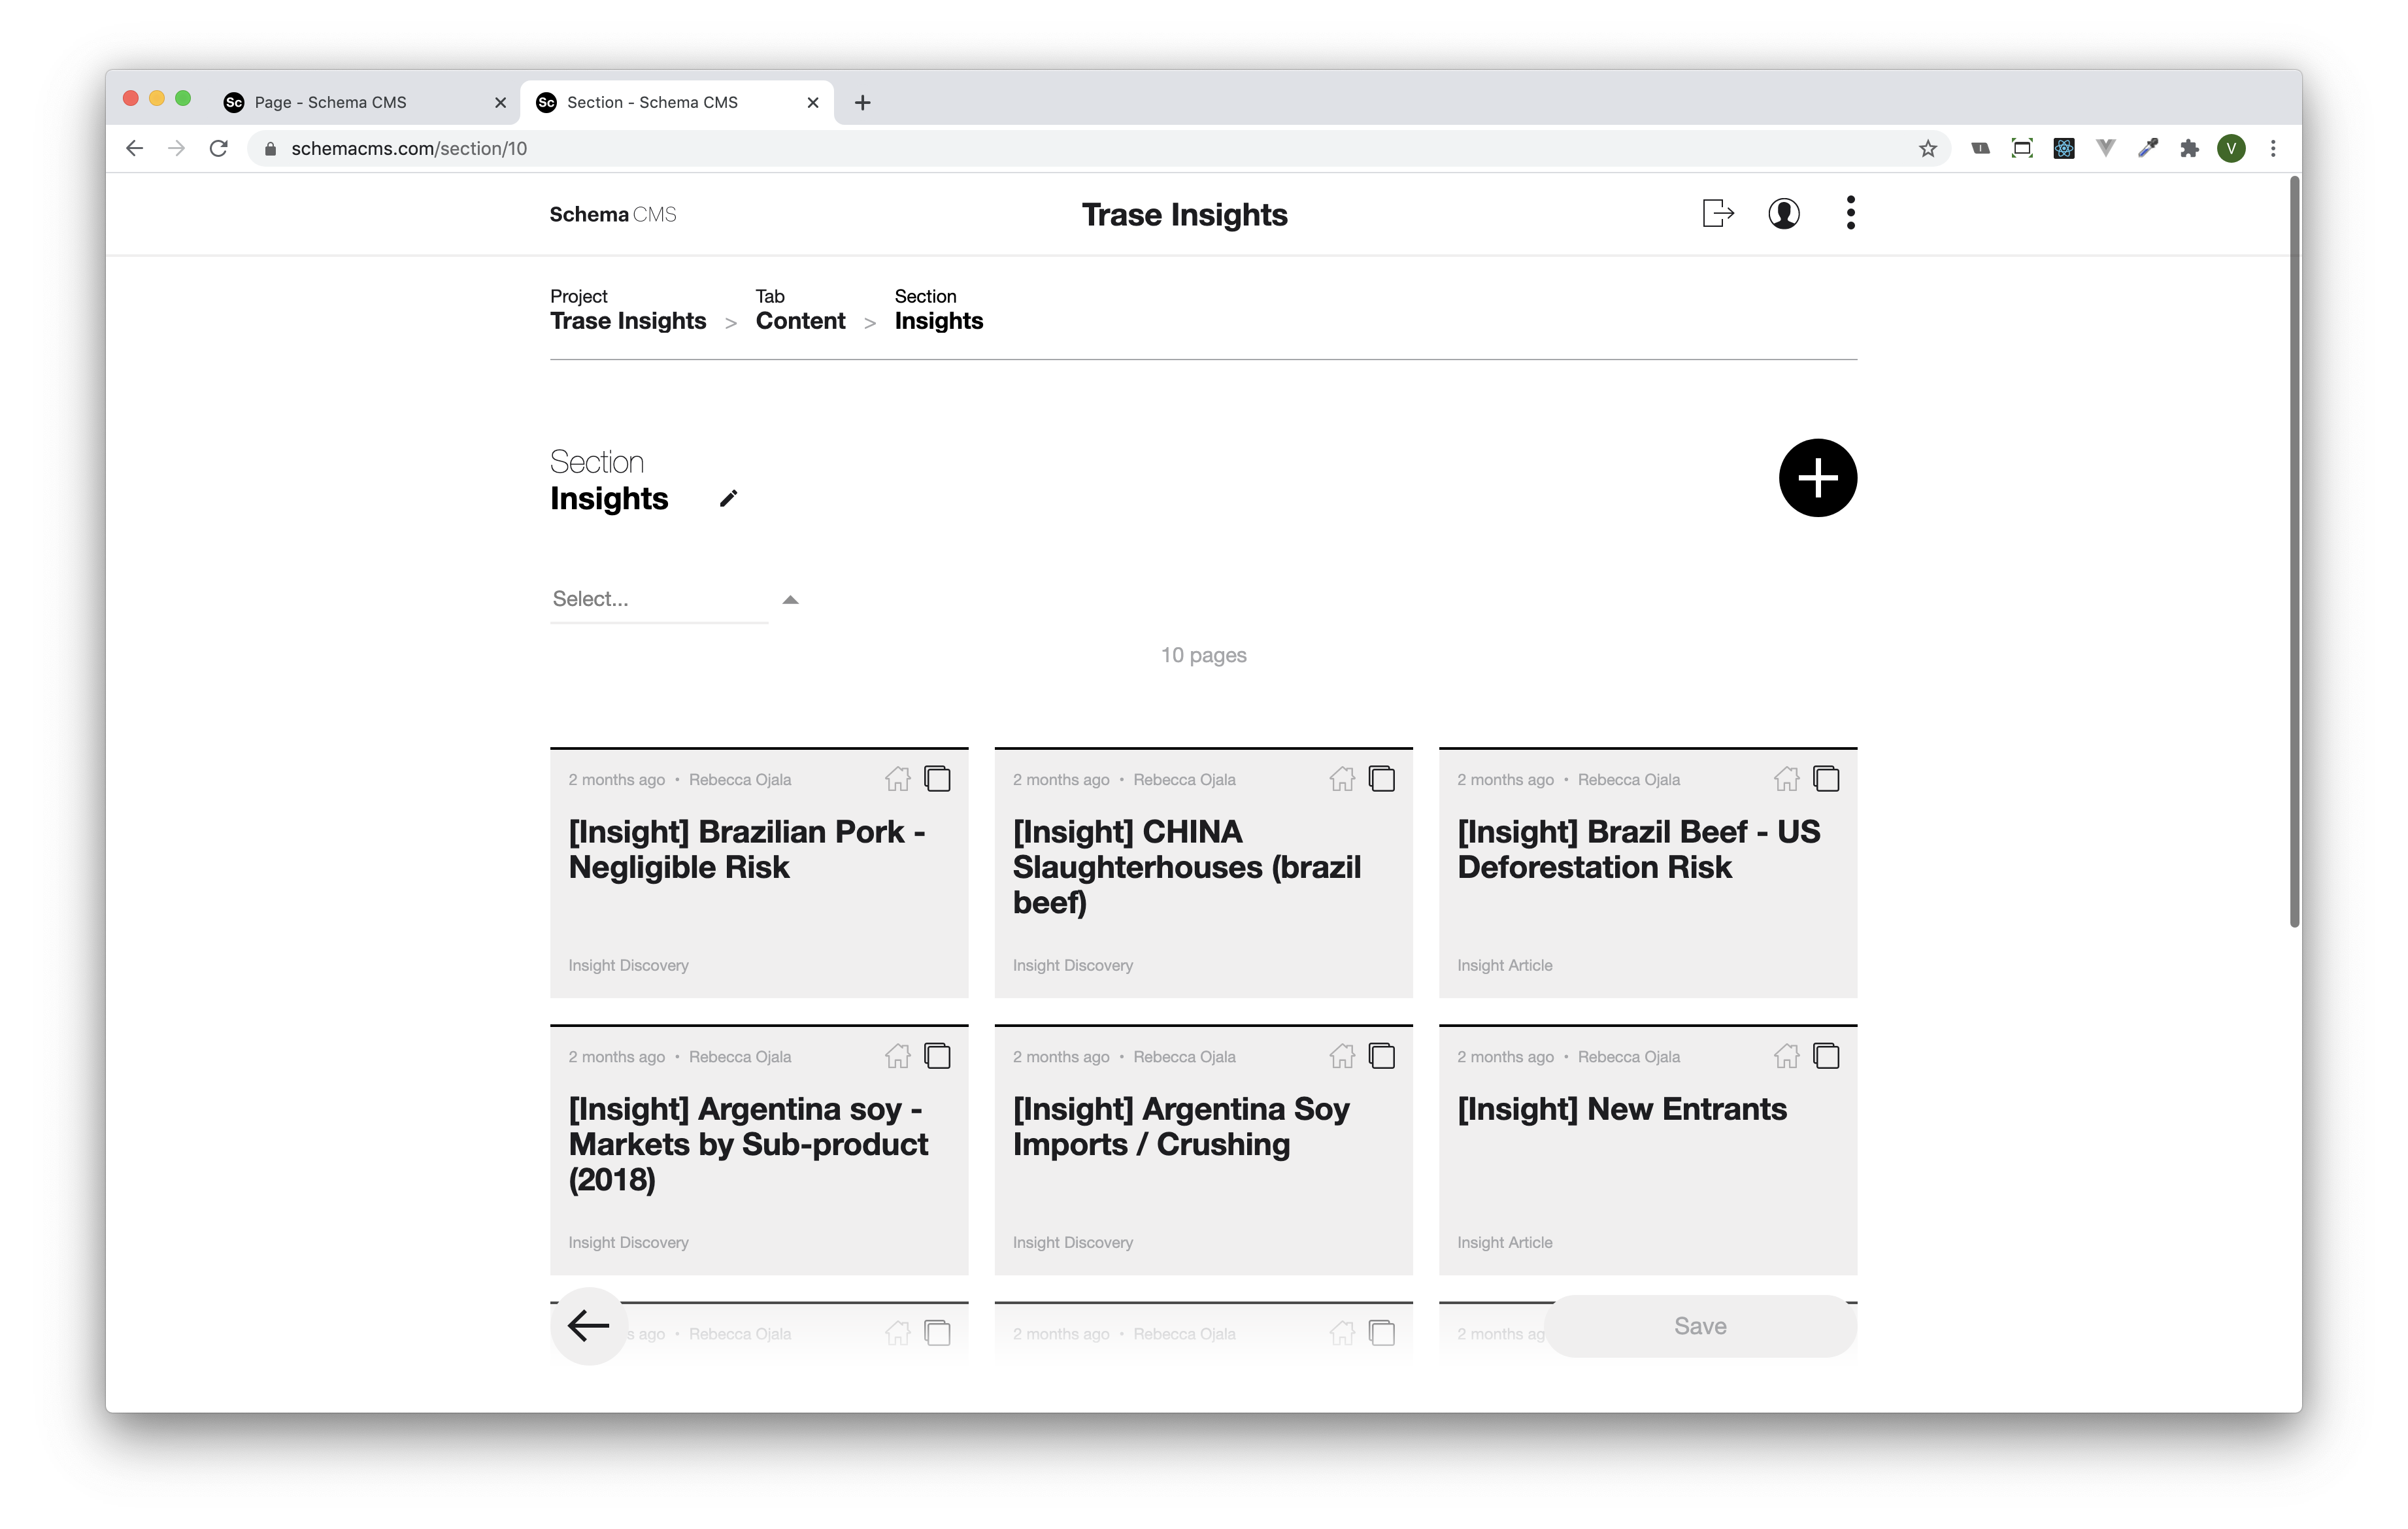 Sc Page - Schema CMS
Sc Section - Schema CMS
schemacms.com/section/10
V
Schema CMS
Trase Insights
Project
Trase Insights
>
Tab
Content
>
Section
Insights
Section
Insights
Select...
10 pages
2 months ago • Rebecca Ojala
[Insight] Brazilian Pork -
Negligible Risk
Insight Discovery
2 months ago • Rebecca Ojala
[Insight] CHINA
Slaughterhouses (brazil
beef)
Insight Discovery
2 months ago • Rebecca Ojala
[Insight] Brazil Beef - US
Deforestation Risk
Insight Article
2 months ago • Rebecca Ojala
[Insight] Argentina soy -
Markets by Sub-product
(2018)
Insight Discovery
2 months ago • Rebecca Ojala
[Insight] Argentina Soy
Imports / Crushing
Insight Discovery
2 months ago • Rebecca Ojala
[Insight] New Entrants
Insight Article
s ago • Rebecca Ojala
2 months ago • Rebecca Ojala
2 months ag
Save